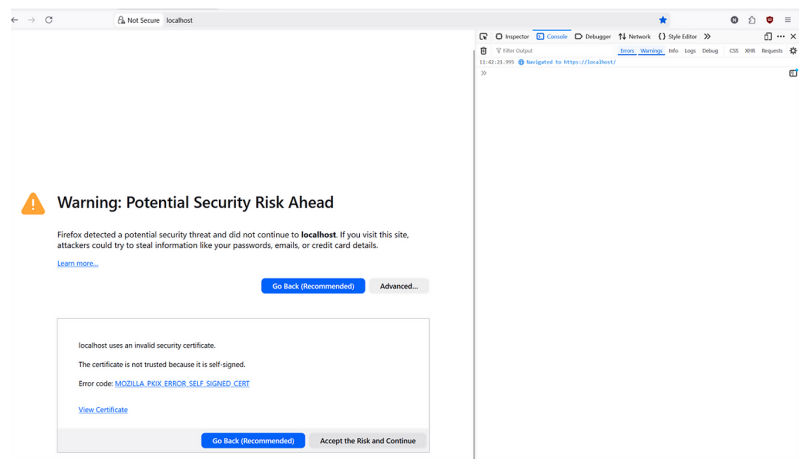 Not Secure localhost
Inspector Console Debugger Network Style Editor
Filter Output
Errors Warnings Info Logs Debug CSS XHR Requests
11:42:31.995 Navigated to https://localhost/
Warning: Potential Security Risk Ahead
Firefox detected a potential security threat and did not continue to localhost. If you visit this site,
attackers could try to steal information like your passwords, emails, or credit card details.
Learn more...
Go Back (Recommended) Advanced...
localhost uses an invalid security certificate.
The certificate is not trusted because it is self-signed.
Error code: MOZILLA_PKIX_ERROR_SELF_SIGNED_CERT
View Certificate
Go Back (Recommended) Accept the Risk and Continue